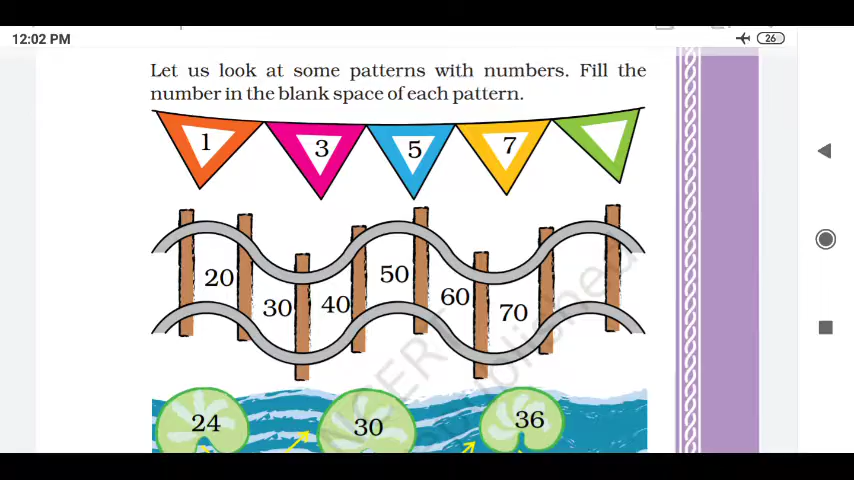 12:02 PM
26
Let us look at some patterns with numbers. Fill the
number in the blank space of each pattern.
1 3 5 7
20 30 40 50 60 70
24 30 36